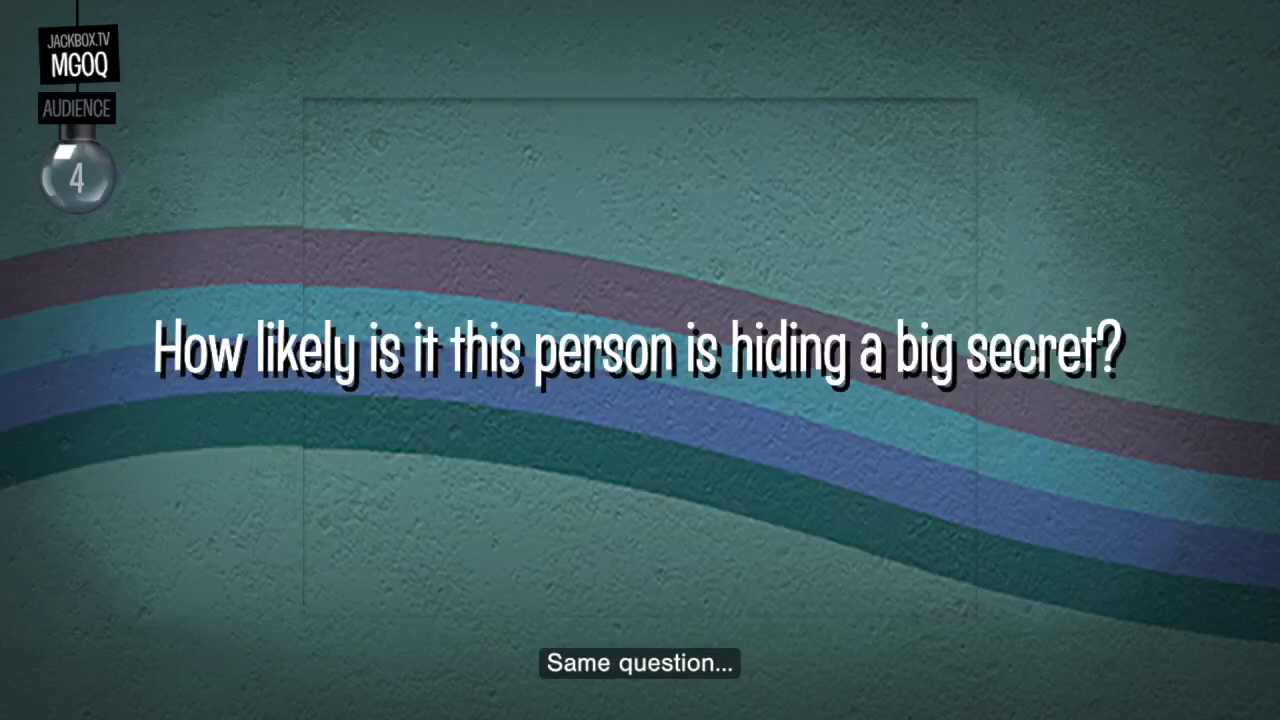 JACKBOX.TV
MGOQ
AUDIENCE
4
How likely is it this person is hiding a big secret?
Same question...